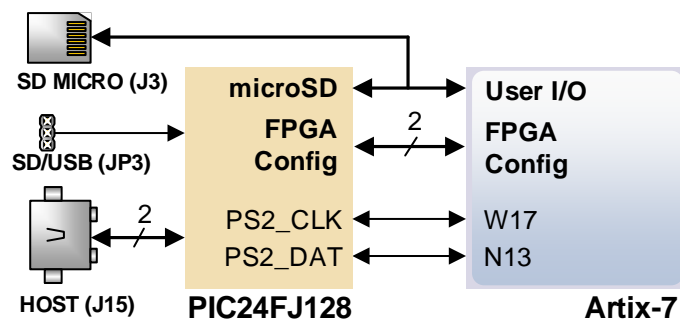 SD MICRO (J3)
microSD
User I/O
2
FPGA
Config
FPGA
Config
SD/USB (JP3)
2
PS2_CLK
W17
PS2_DAT
N13
HOST (J15)
PIC24FJ128
Artix-7